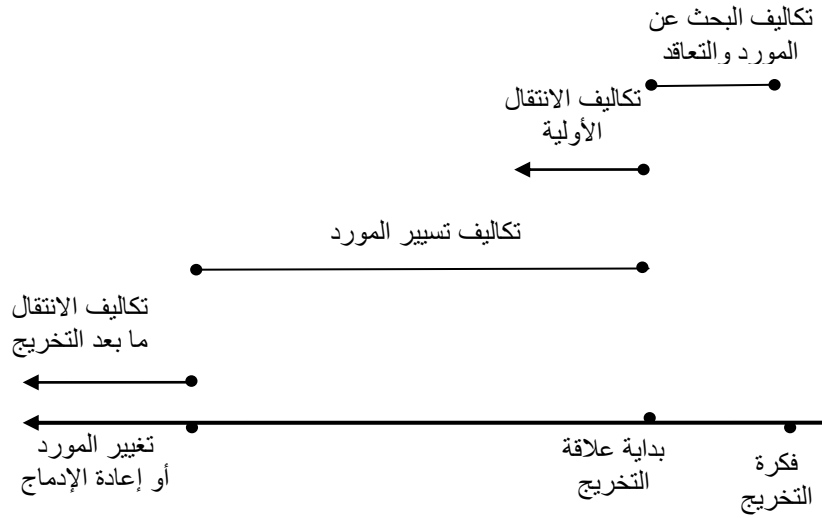 تكاليف البحث عن
المورد والتعاقد
تكاليف الانتقال
الأولية
تكاليف تسيير المورد
تكاليف الانتقال
ما بعد التخريج
فكرة
التخريج
بداية علاقة
التخريج
تغيير المورد
أو إعادة الإدماج